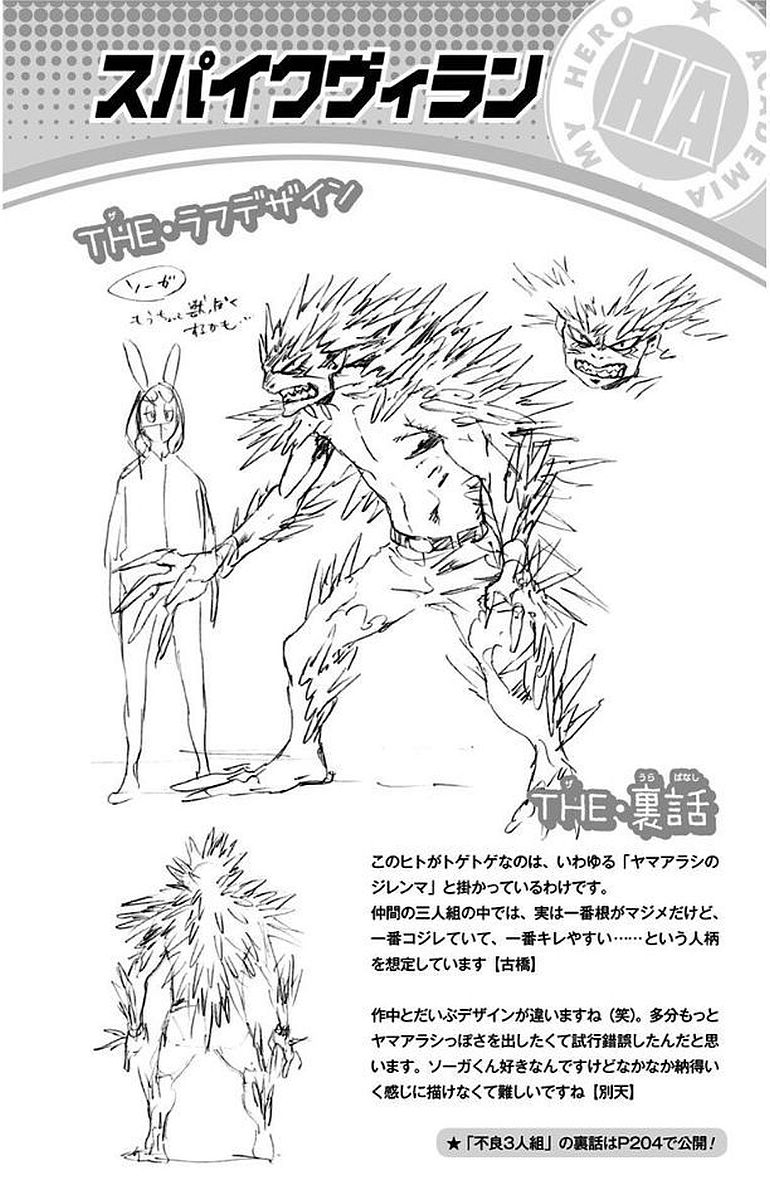 スパイクヴィラン
MY HERO ACADEMIA
HA
ザ
THE・ラフデザイン
ソーガ
もうちょっと獣っぽく
するかも…
ザ うら ばなし
THE・裏話
このヒトがトゲトゲなのは、いわゆる「ヤマアラシの
ジレンマ」と掛かっているわけです。
仲間の三人組の中では、実は一番根がマジメだけど、
一番コジレていて、一番キレやすい……という人柄
を想定しています【古橋】
作中とだいぶデザインが違いますね（笑）。多分もっと
ヤマアラシっぽさを出したくて試行錯誤したんだと思
います。ソーガくん好きなんですけどなかなか納得い
く感じに描けなくて難しいですね【別天】
★「不良3人組」の裏話はP204で公開！